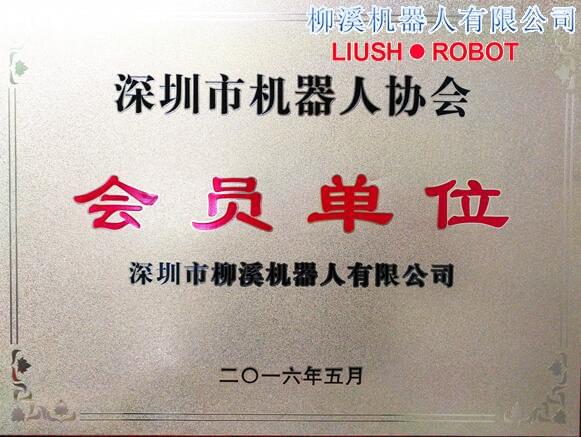 柳溪机器人有限公司
LIUSH●ROBOT
深圳市机器人协会
会员单位
深圳市柳溪机器人有限公司
二〇一六年五月